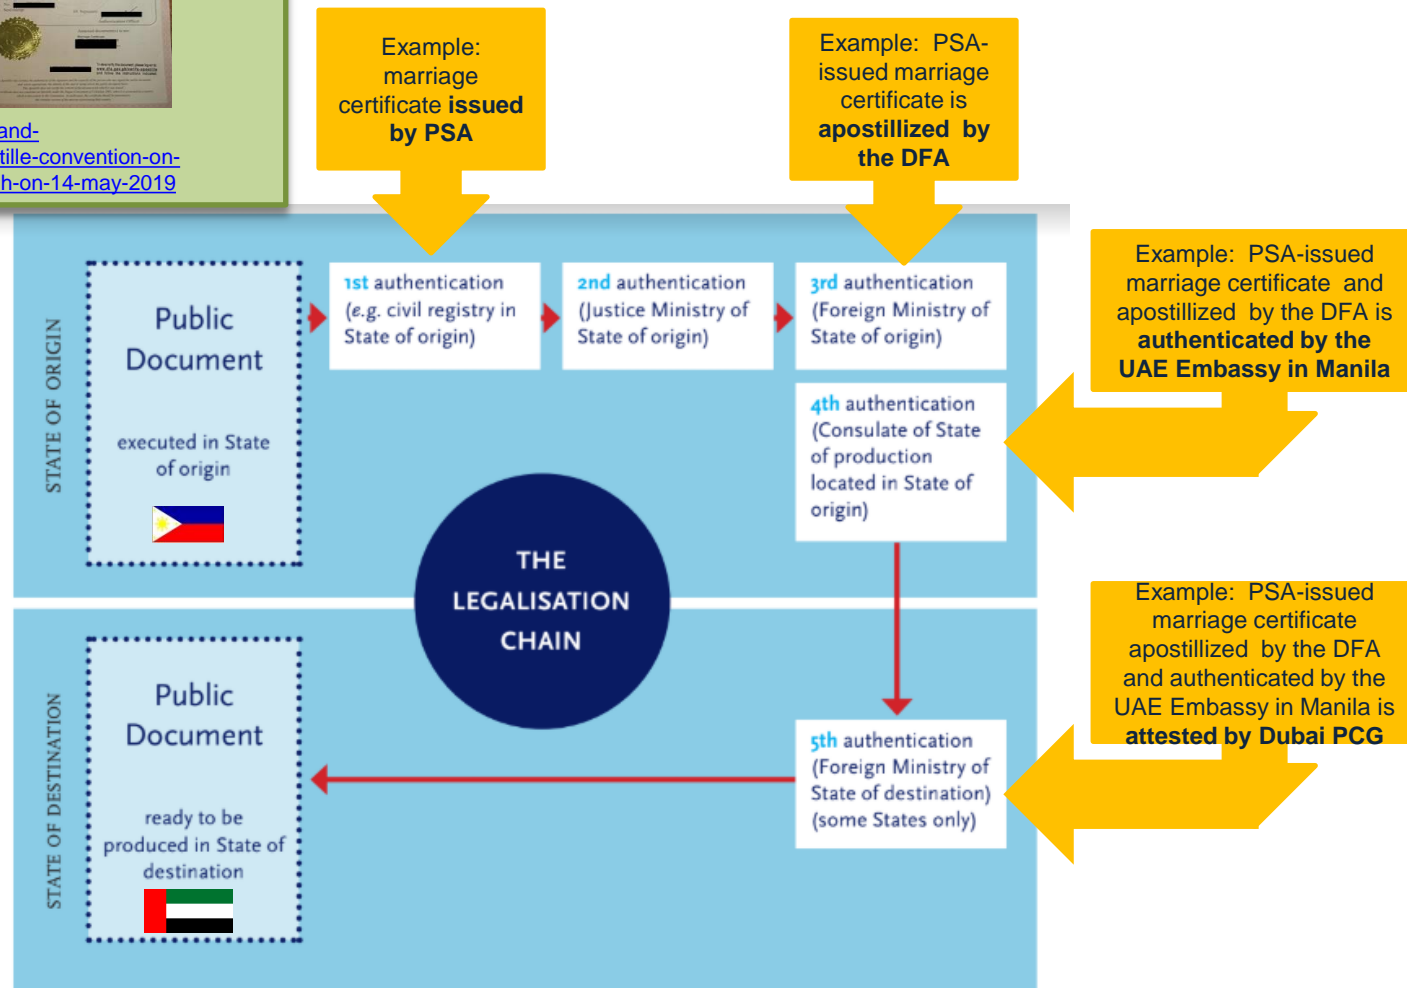 and-
tille-convention-on-
h-on-14-may-2019
Example:
marriage
certificate issued
by PSA
Example: PSA-
issued marriage
certificate is
apostillized by
the DFA
Example: PSA-issued
marriage certificate and
apostillized by the DFA is
authenticated by the
UAE Embassy in Manila
STATE OF ORIGIN
Public
Document
executed in State
of origin
1st authentication
(e.g. civil registry in
State of origin)
2nd authentication
(Justice Ministry of
State of origin)
3rd authentication
(Foreign Ministry of
State of origin)
4th authentication
(Consulate of State
of production
located in State of
origin)
THE
LEGALISATION
CHAIN
Example: PSA-issued
marriage certificate
apostillized by the DFA
and authenticated by the
UAE Embassy in Manila is
attested by Dubai PCG
STATE OF DESTINATION
Public
Document
ready to be
produced in State of
destination
5th authentication
(Foreign Ministry of
State of destination)
(some States only)